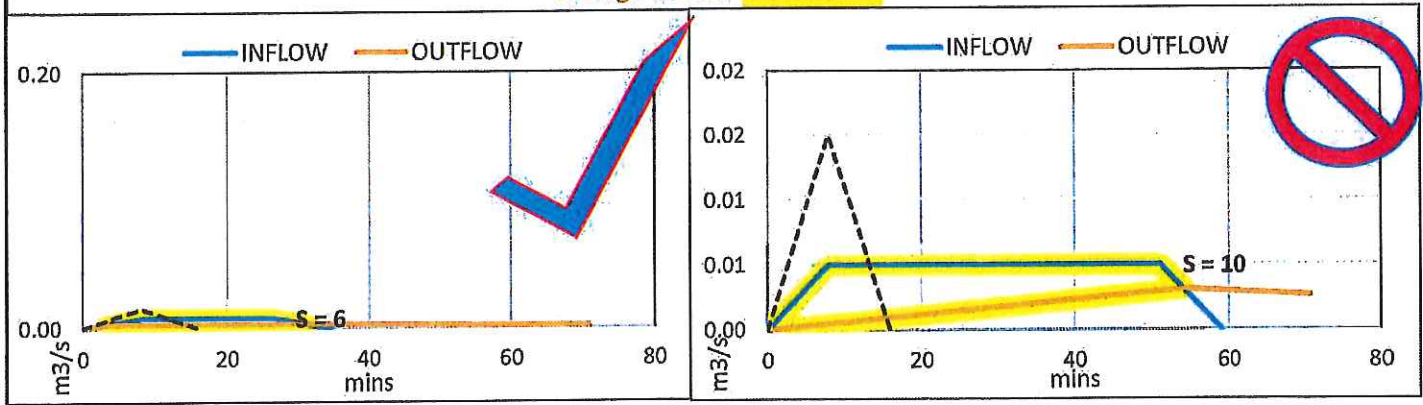 INFLOW OUTFLOW
0.20
S = 6
0.00
m3/s
0 20 40 60 80
mins
INFLOW OUTFLOW
0.02
0.02
0.01
0.01
S = 10
0.00
m3/s
0 20 40 60 80
mins